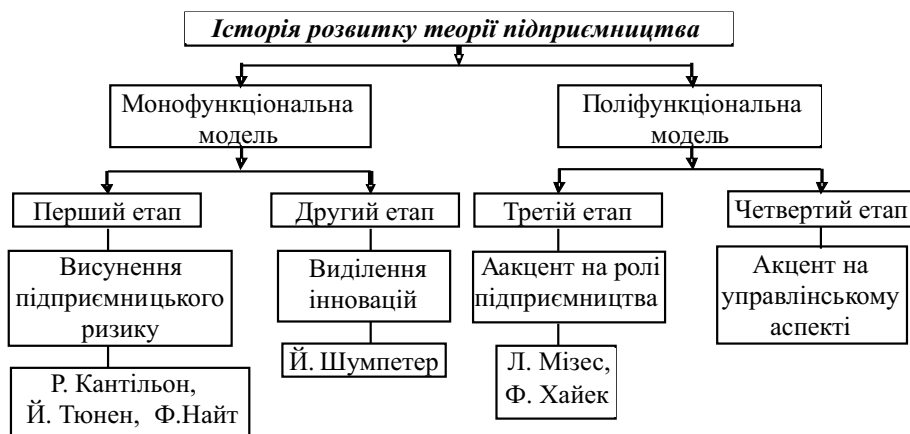 Історія розвитку теорії підприємництва
Монофункціональна
модель
Поліфункціональна
модель
Перший етап
Другий етап
Третій етап
Четвертий етап
Висунення
підприємницького
ризику
Виділення
інновацій
Аакцент на ролі
підприємництва
Акцент на
управлінському
аспекті
Р. Кантільон,
Й. Тюнен, Ф.Найт
Й. Шумпетер
Л. Мізес,
Ф. Хайек